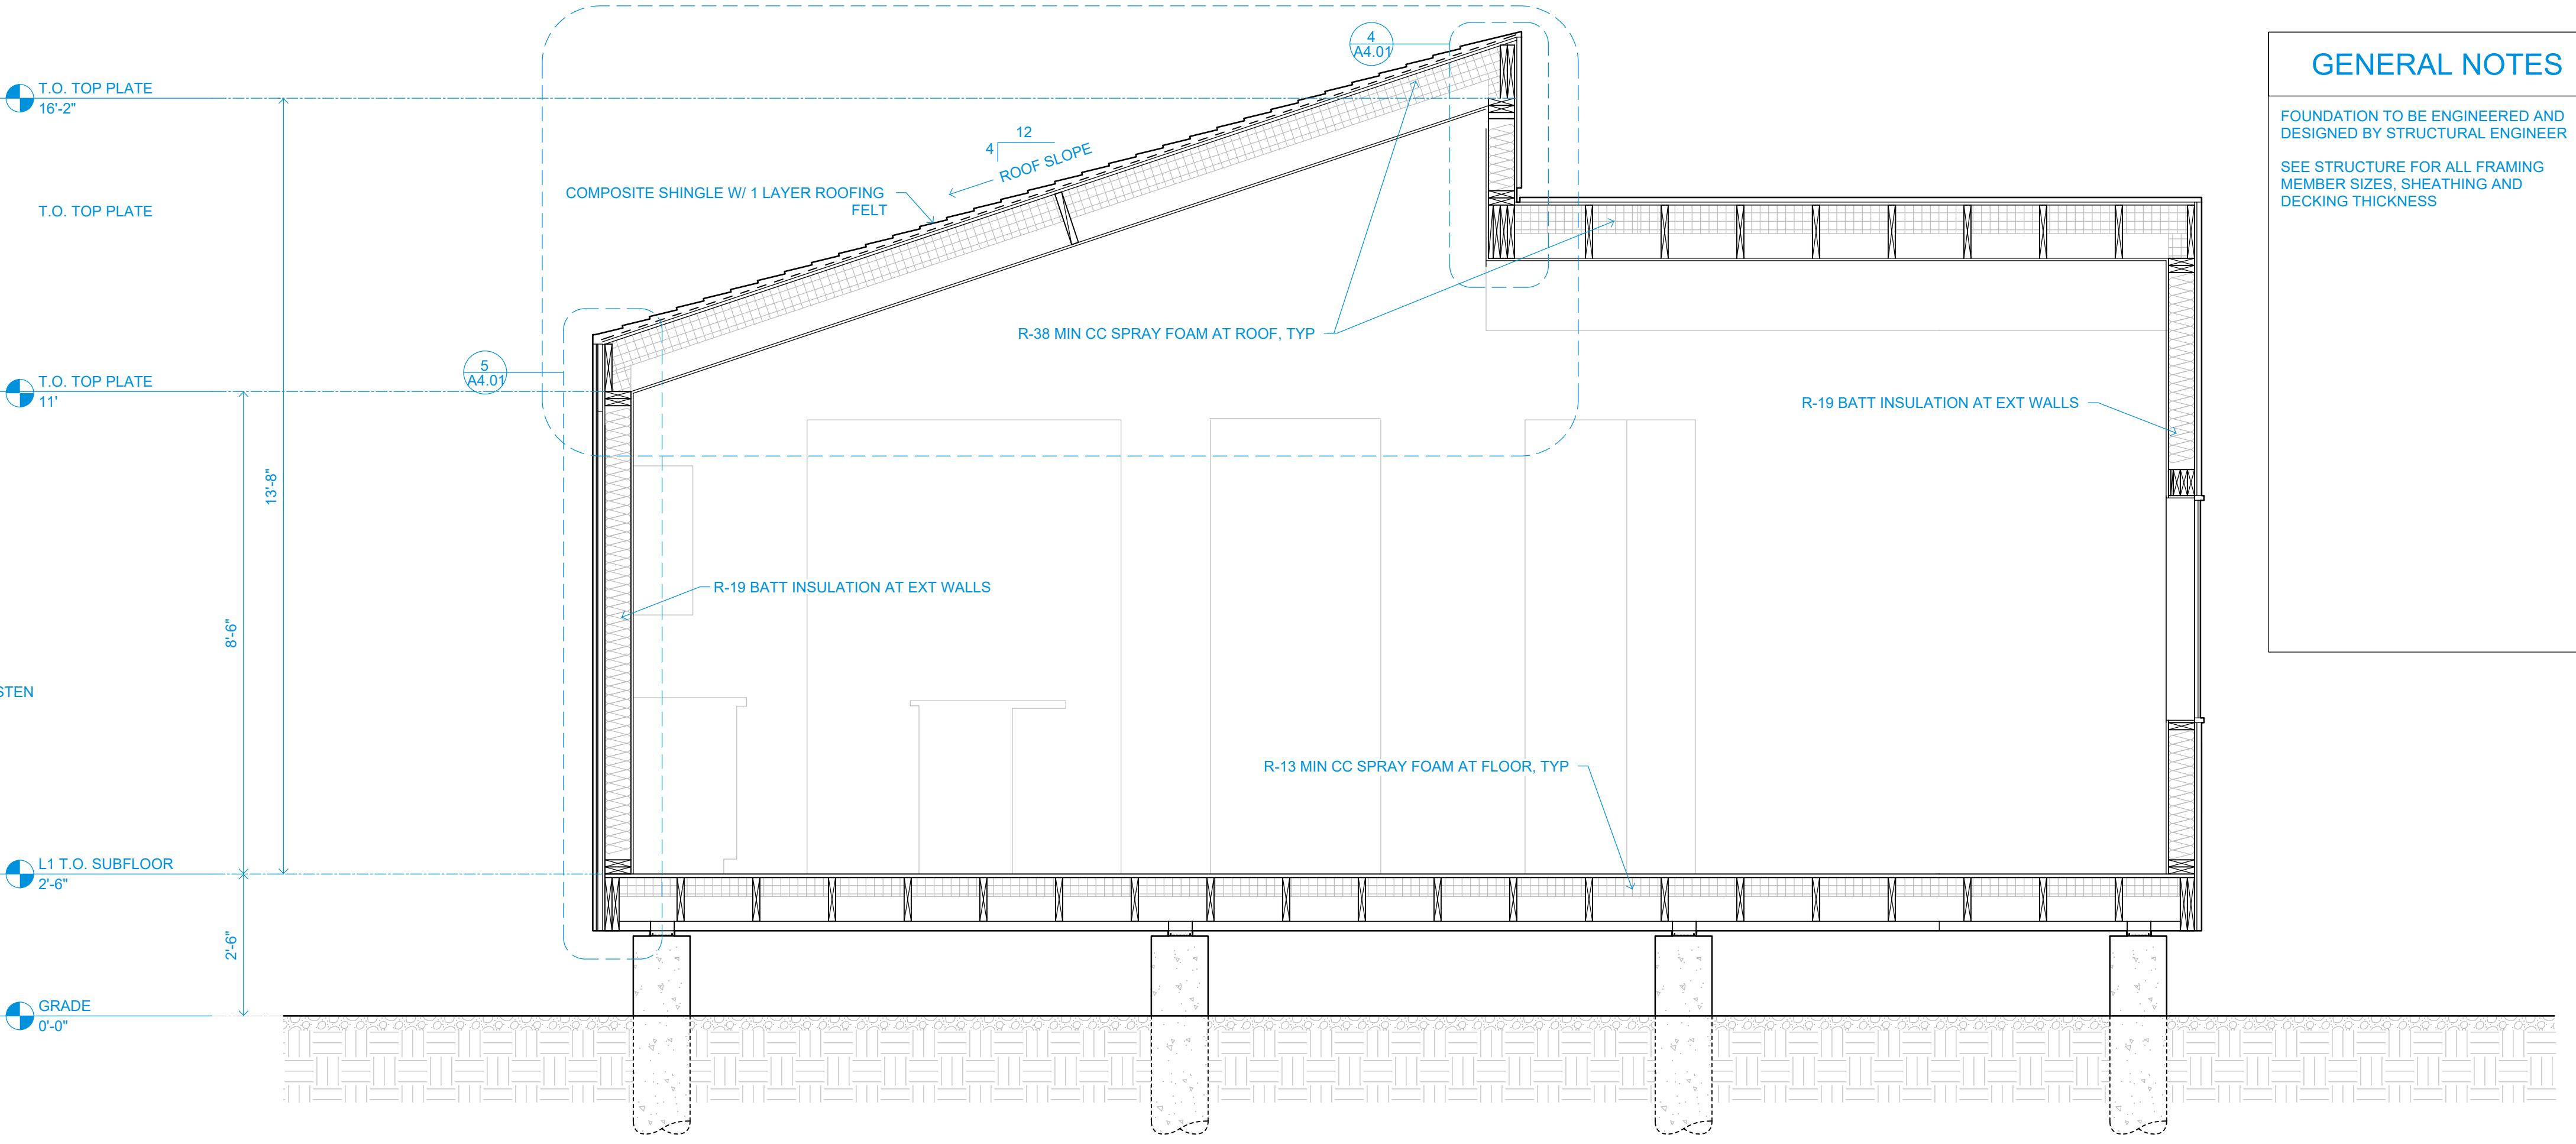 T.O. TOP PLATE
16'-2"
T.O. TOP PLATE
T.O. TOP PLATE
11'
STEN
L1 T.O. SUBFLOOR
2'-6"
GRADE
0'-0"
13'-8"
8'-6"
2'-6"
4
A4.01
5
A4.01
12
4
ROOF SLOPE
COMPOSITE SHINGLE W/ 1 LAYER ROOFING
FELT
R-38 MIN CC SPRAY FOAM AT ROOF, TYP
R-19 BATT INSULATION AT EXT WALLS
R-19 BATT INSULATION AT EXT WALLS
R-13 MIN CC SPRAY FOAM AT FLOOR, TYP
GENERAL NOTES
FOUNDATION TO BE ENGINEERED AND
DESIGNED BY STRUCTURAL ENGINEER
SEE STRUCTURE FOR ALL FRAMING
MEMBER SIZES, SHEATHING AND
DECKING THICKNESS